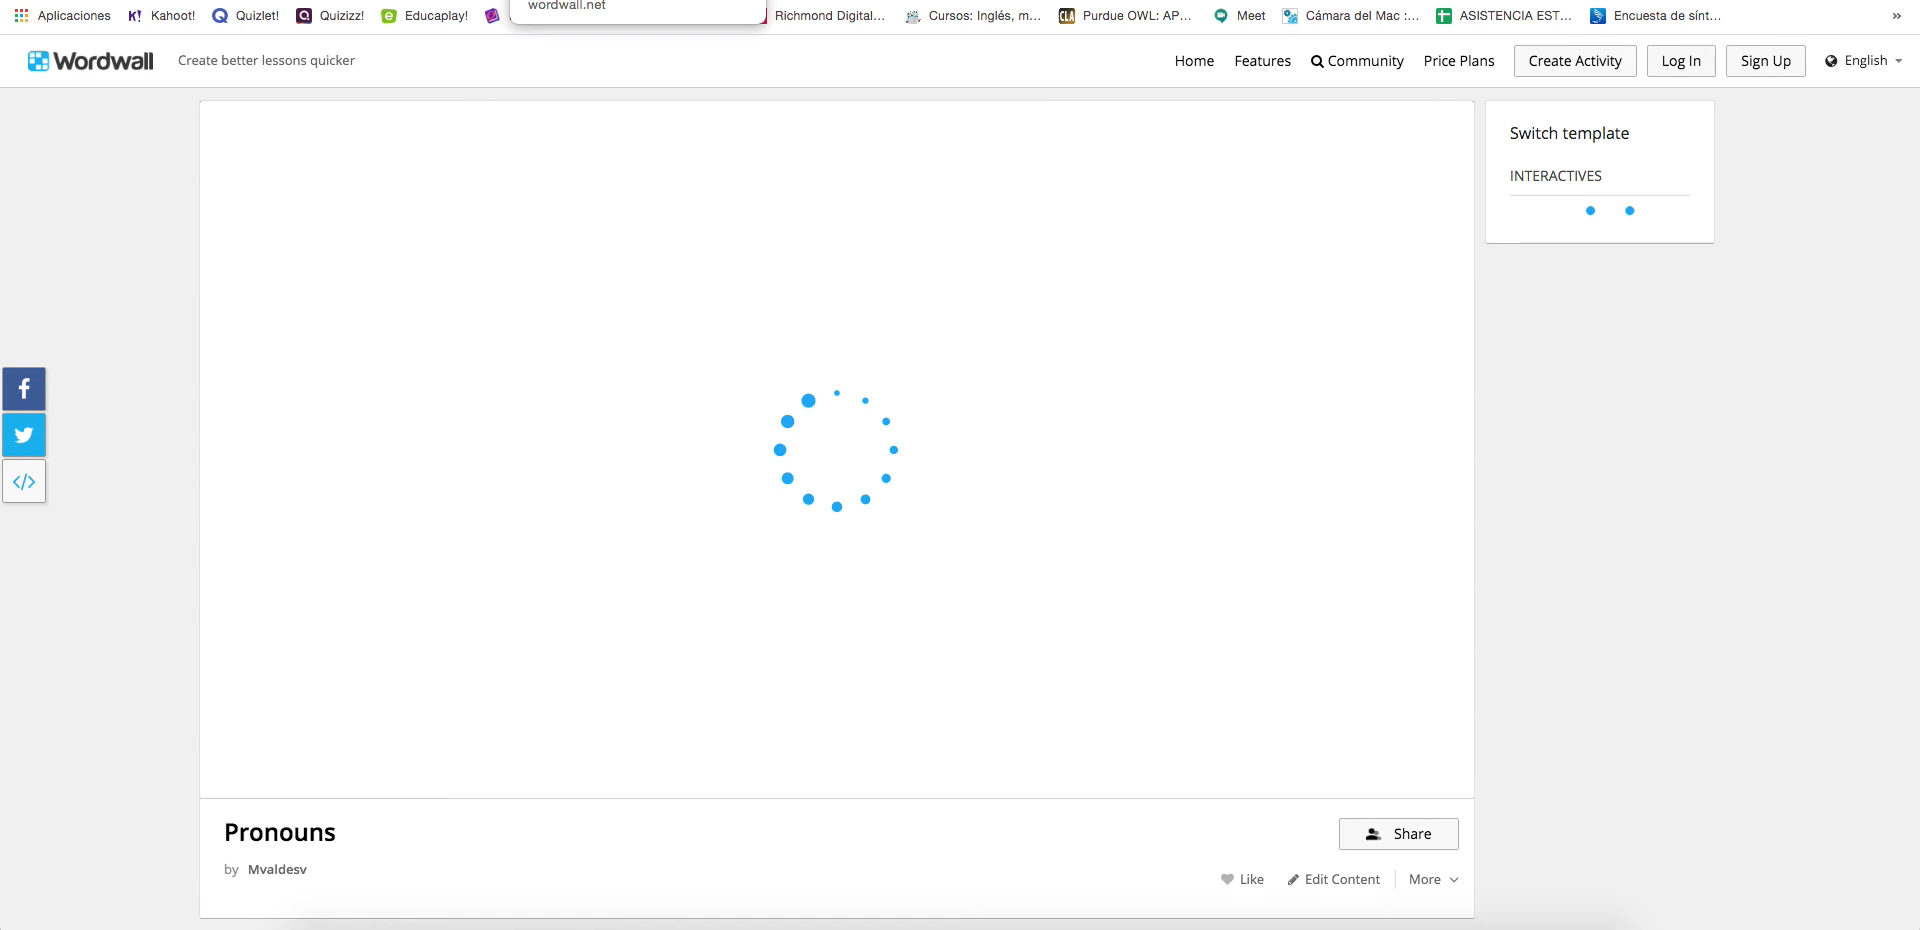 wordwall.net
Aplicaciones Kahoot! Quizlet! Quizizz! Educaplay! Richmond Digital... Cursos: Inglés, m... CLA Purdue OWL: AP... Meet Cámara del Mac :... ASISTENCIA EST... Encuesta de sínt... »
Wordwall Create better lessons quicker Home Features Community Price Plans Create Activity Log In Sign Up English
Switch template
INTERACTIVES
Pronouns
Share
by Mvaldesv
Like Edit Content More